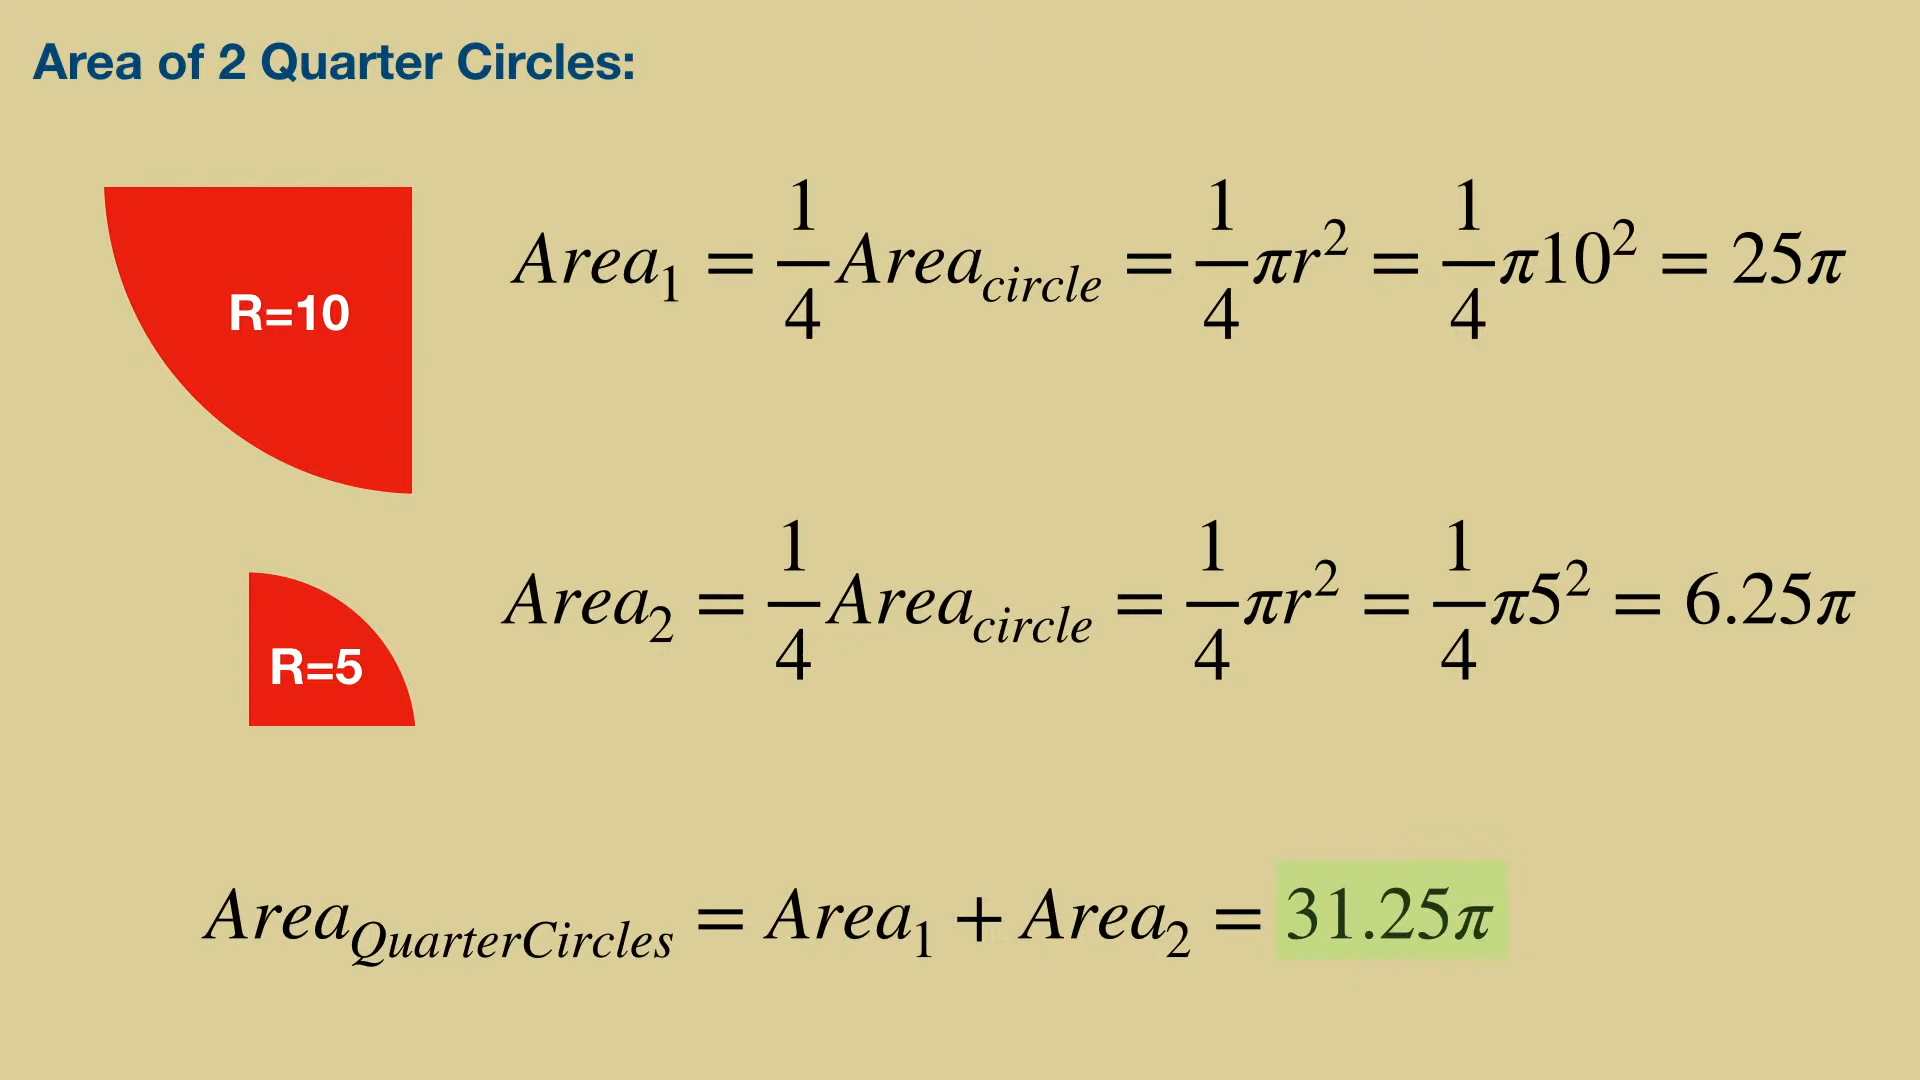 Area of 2 Quarter Circles:
R=10
Area₁ = 1/4 Area_circle = 1/4 πr² = 1/4 π10² = 25π
R=5
Area₂ = 1/4 Area_circle = 1/4 πr² = 1/4 π5² = 6.25π
Area_QuarterCircles = Area₁ + Area₂ = 31.25π